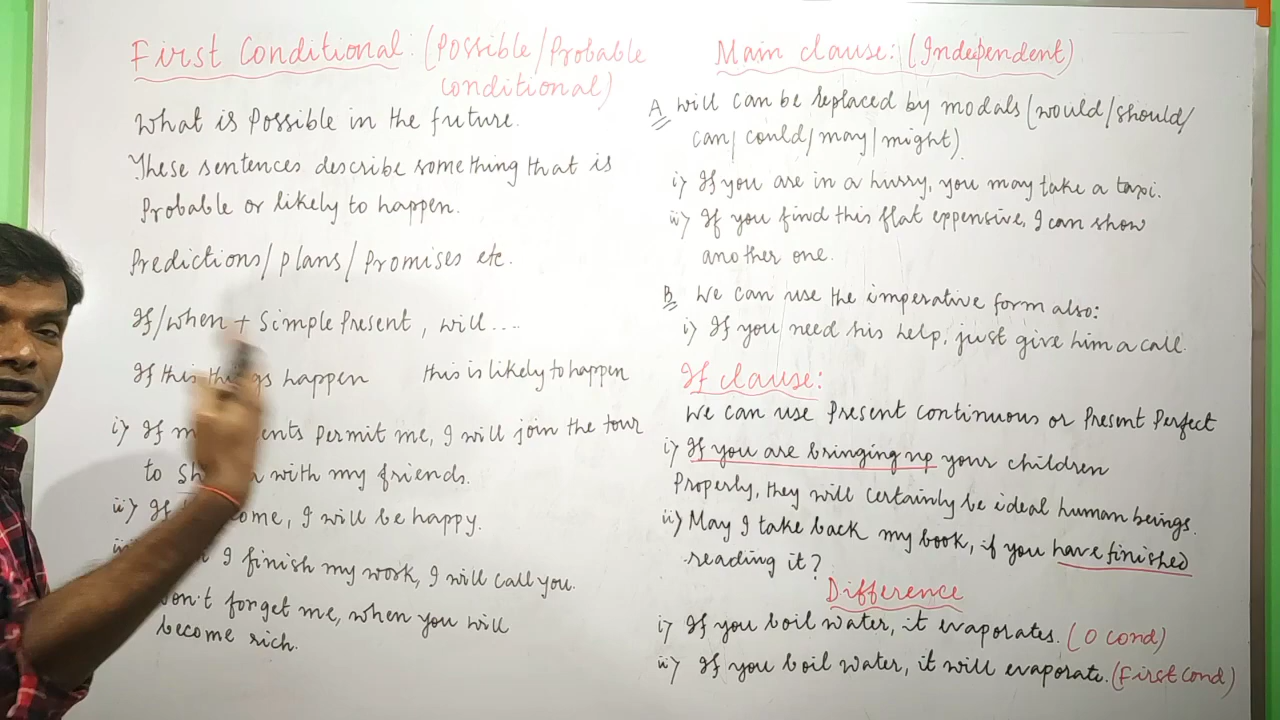 First Conditional: (Possible/Probable
Conditional)
What is Possible in the future.
These sentences describe something that is
Probable or likely to happen.
Predictions/plans/Promises etc.
If/when + Simple Present, will....
If this things happen this is likely to happen
i) If permit me, I will join the tour
to with my friends.
ii) If come, I will be happy.
I finish my work, I will call you.
Don't forget me, when you will
become rich.
Main clause: (Independent)
A will can be replaced by modals (would/should/
can/could/may/might).
i) If you are in a hurry, you may take a taxi.
ii) If you find this flat expensive, I can show
another one.
B We can use the imperative form also:
i) If you need his help, just give him a call.
If clause:
We can use Present Continuous or Present Perfect
i) If you are bringing up your children
Properly, they will certainly be ideal human beings.
ii) May I take back my book, if you have finished
reading it?
Difference
i) If you boil water, it evaporates. (0 cond)
ii) If you boil water, it will evaporate. (First cond)